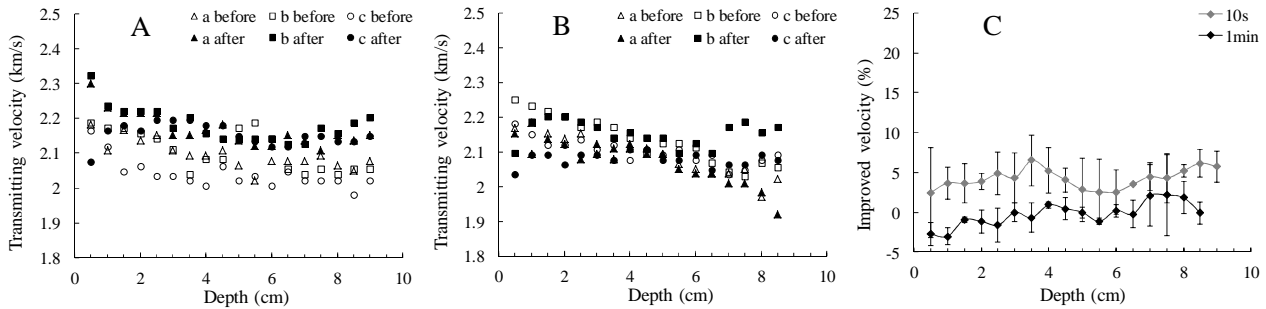 A
△ a before □ b before ○ c before
▲ a after ■ b after ● c after
Transmitting velocity (km/s)
2.5
2.4
2.3
2.2
2.1
2
1.9
1.8
0 2 4 6 8 10
Depth (cm)
B
△ a before □ b before ○ c before
▲ a after ■ b after ● c after
Transmitting velocity (km/s)
2.5
2.4
2.3
2.2
2.1
2
1.9
1.8
0 2 4 6 8 10
Depth (cm)
C
10s
1min
Improved velocity (%)
25
20
15
10
5
0
-5
0 2 4 6 8 10
Depth (cm)